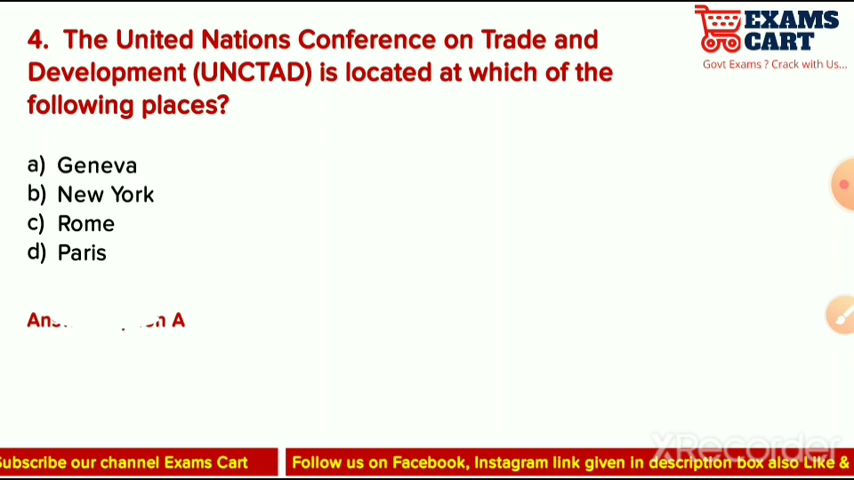 EXAMS
CART
Govt Exams ? Crack with Us...
4. The United Nations Conference on Trade and
Development (UNCTAD) is located at which of the
following places?
a) Geneva
b) New York
c) Rome
d) Paris
A
XRecorder
Subscribe our channel Exams Cart
Follow us on Facebook, Instagram link given in description box also Like &